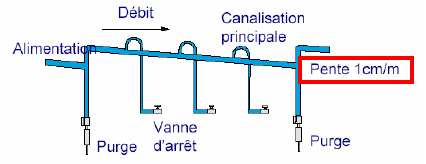 Débit
Canalisation
principale
Alimentation
Pente 1cm/m
Purge
Vanne
d'arrêt
Purge